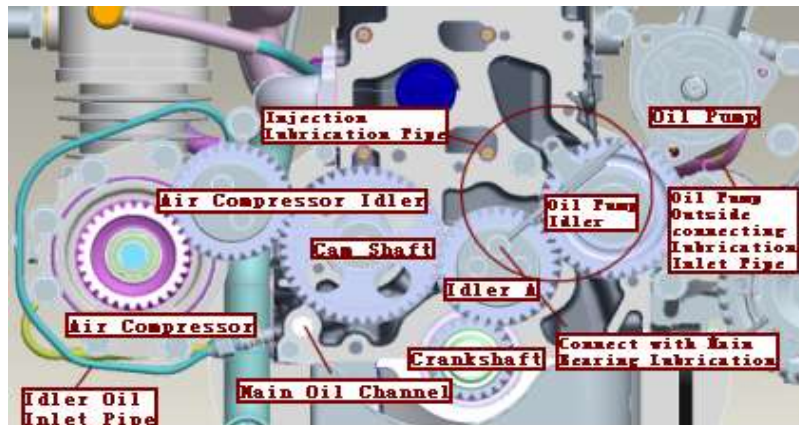 Injection
Lubrication Pipe
Oil Pump
Air Compressor Idler
Oil Pump
Idler
Oil Pump
Outside
connecting
Lubrication
Inlet Pipe
Cam Shaft
Idler A
Air Compressor
Crankshaft
Connect with Main
Bearing Lubrication
Main Oil Channel
Idler Oil
Inlet Pipe